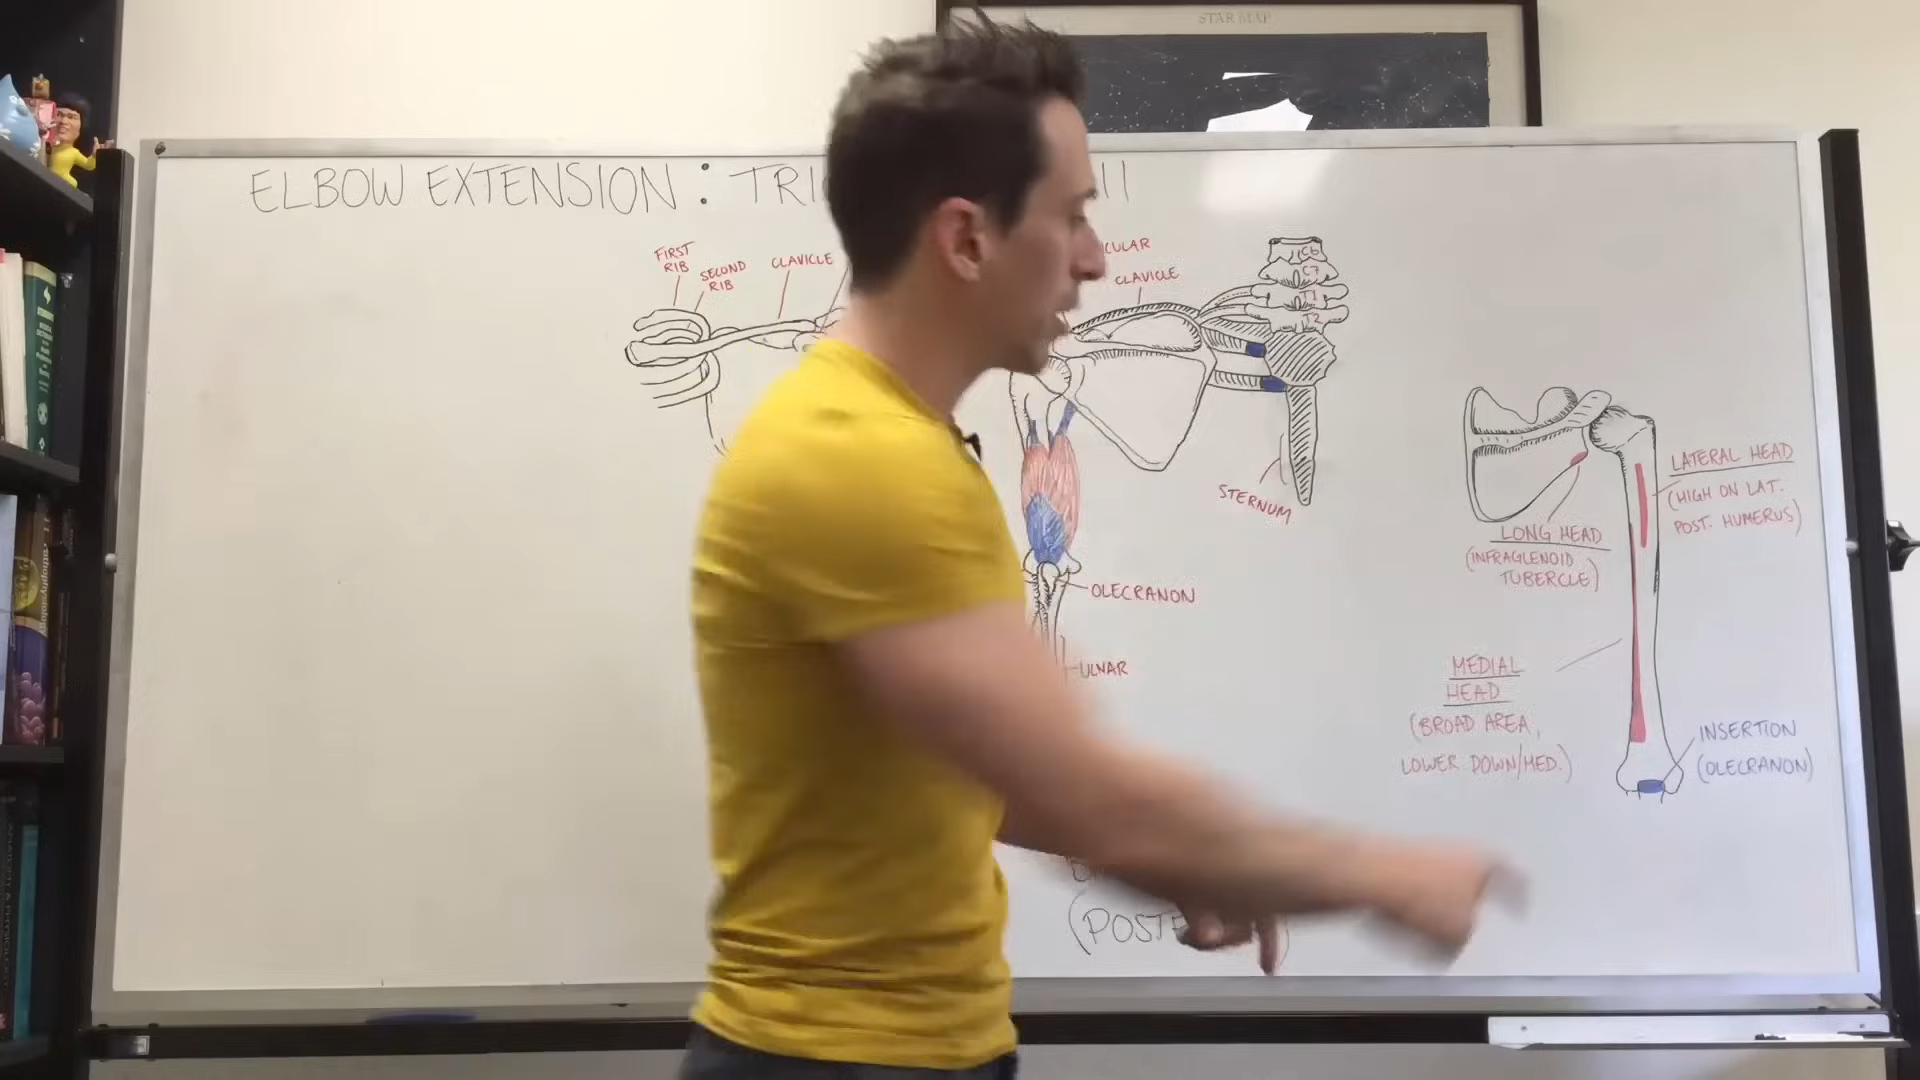 STAR MAP
ELBOW EXTENSION : TRI
FIRST
RIB
SECOND
RIB
CLAVICLE
CULAR
CLAVICLE
C6
C7
T1
T2
STERNUM
OLECRANON
ULNAR
(POSTE
LATERAL HEAD
(HIGH ON LAT.
POST. HUMERUS)
LONG HEAD
(INFRAGLENOID
TUBERCLE)
MEDIAL
HEAD
(BROAD AREA,
LOWER DOWN/MED.)
INSERTION
(OLECRANON)